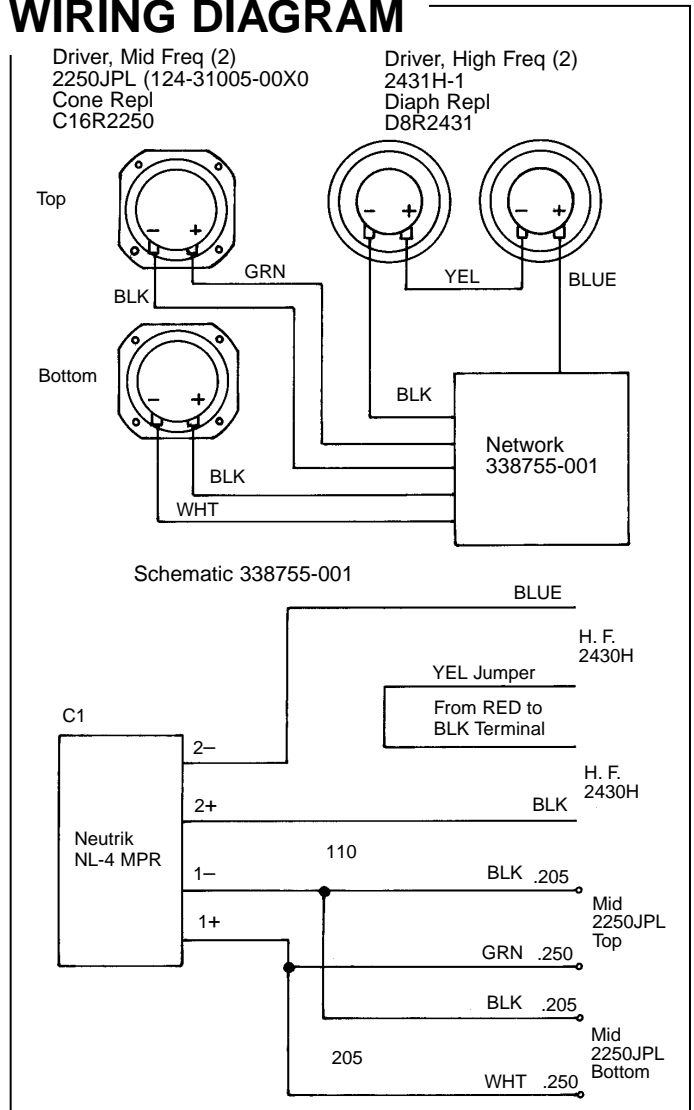 WIRING DIAGRAM
Driver, Mid Freq (2)
2250JPL (124-31005-00X0
Cone Repl
C16R2250
Driver, High Freq (2)
2431H-1
Diaph Repl
D8R2431
Top
– +
– +
– +
GRN
YEL
BLUE
BLK
Bottom
– +
BLK
Network
338755-001
BLK
WHT
Schematic 338755-001
BLUE
H. F.
2430H
YEL Jumper
From RED to
BLK Terminal
C1
2–
H. F.
2430H
2+
BLK
Neutrik
NL-4 MPR
110
1–
BLK .205
Mid
2250JPL
Top
1+
GRN .250
BLK .205
Mid
2250JPL
Bottom
205
WHT .250